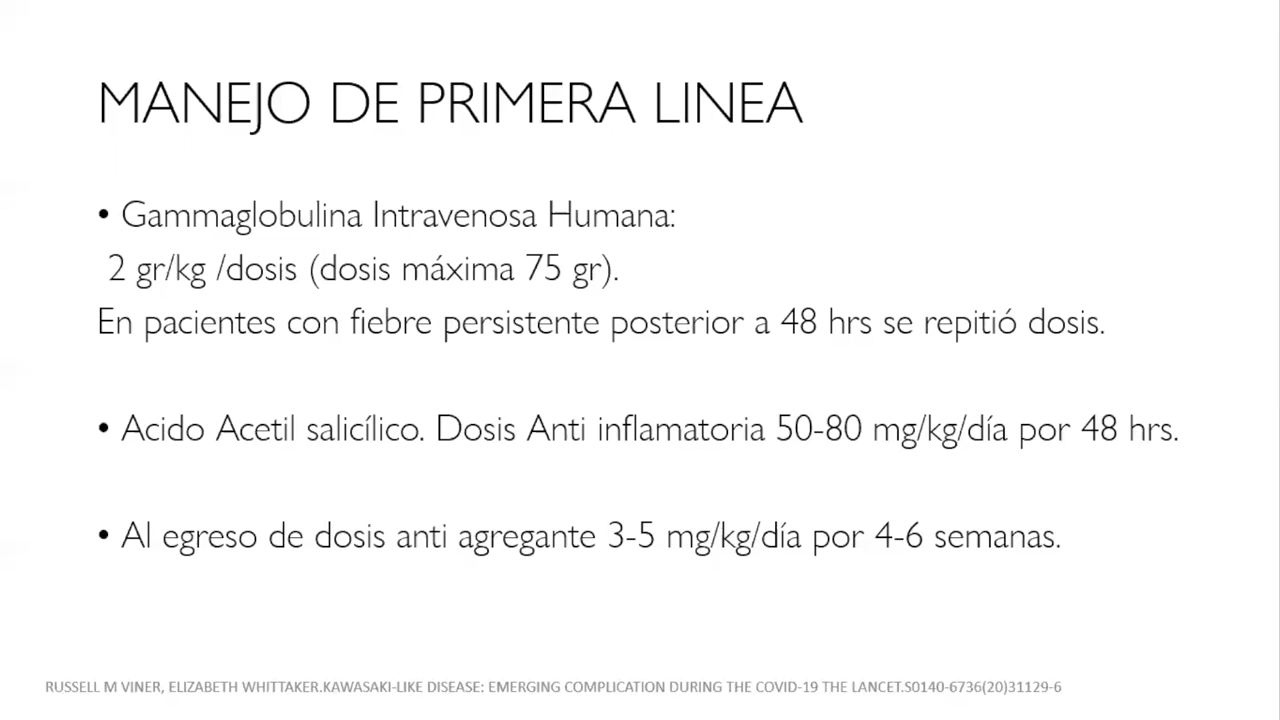 MANEJO DE PRIMERA LINEA
• Gammaglobulina Intravenosa Humana:
2 gr/kg /dosis (dosis máxima 75 gr).
En pacientes con fiebre persistente posterior a 48 hrs se repitió dosis.
• Acido Acetil salicílico. Dosis Anti inflamatoria 50-80 mg/kg/día por 48 hrs.
• Al egreso de dosis anti agregante 3-5 mg/kg/día por 4-6 semanas.
RUSSELL M VINER, ELIZABETH WHITTAKER.KAWASAKI-LIKE DISEASE: EMERGING COMPLICATION DURING THE COVID-19 THE LANCET.S0140-6736(20)31129-6